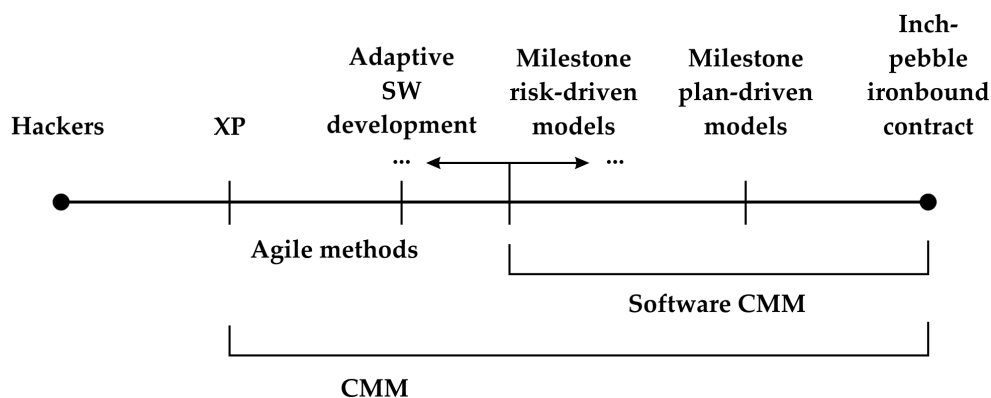 Hackers
XP
Adaptive
SW
development
...
Milestone
risk-driven
models
...
Milestone
plan-driven
models
Inch-
pebble
ironbound
contract
Agile methods
Software CMM
CMM